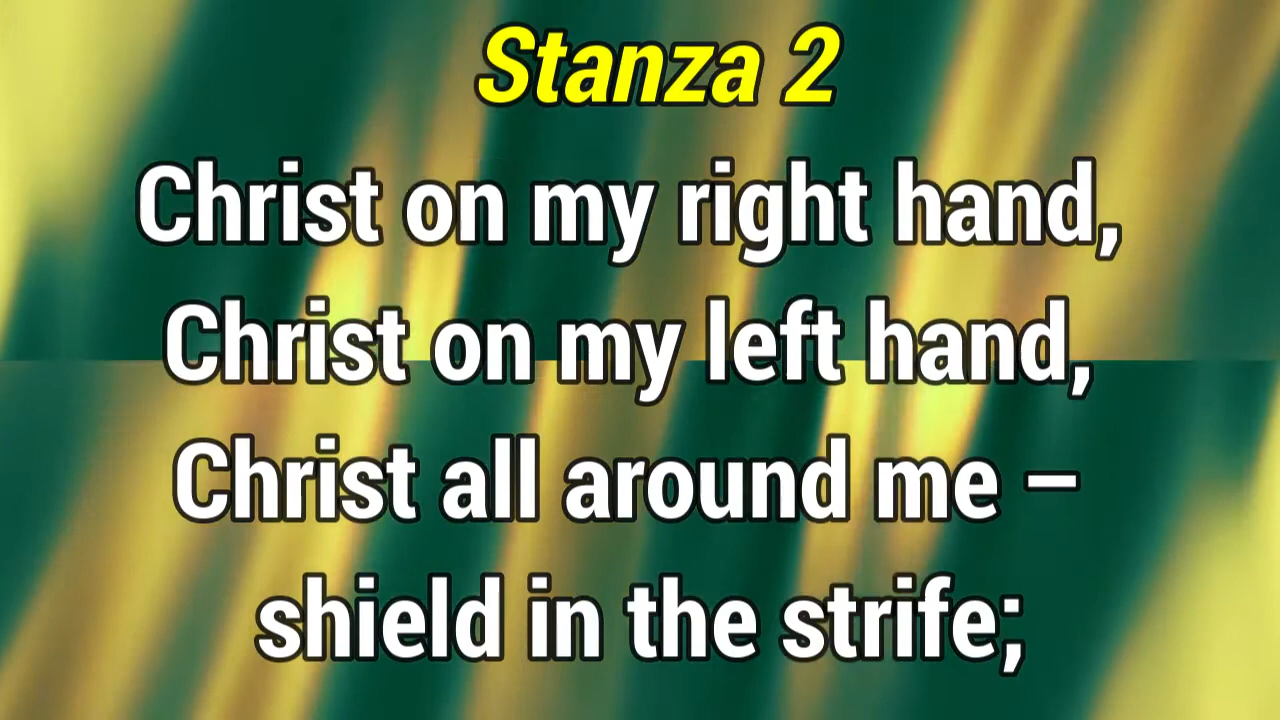 Stanza 2
Christ on my right hand,
Christ on my left hand,
Christ all around me –
shield in the strife;